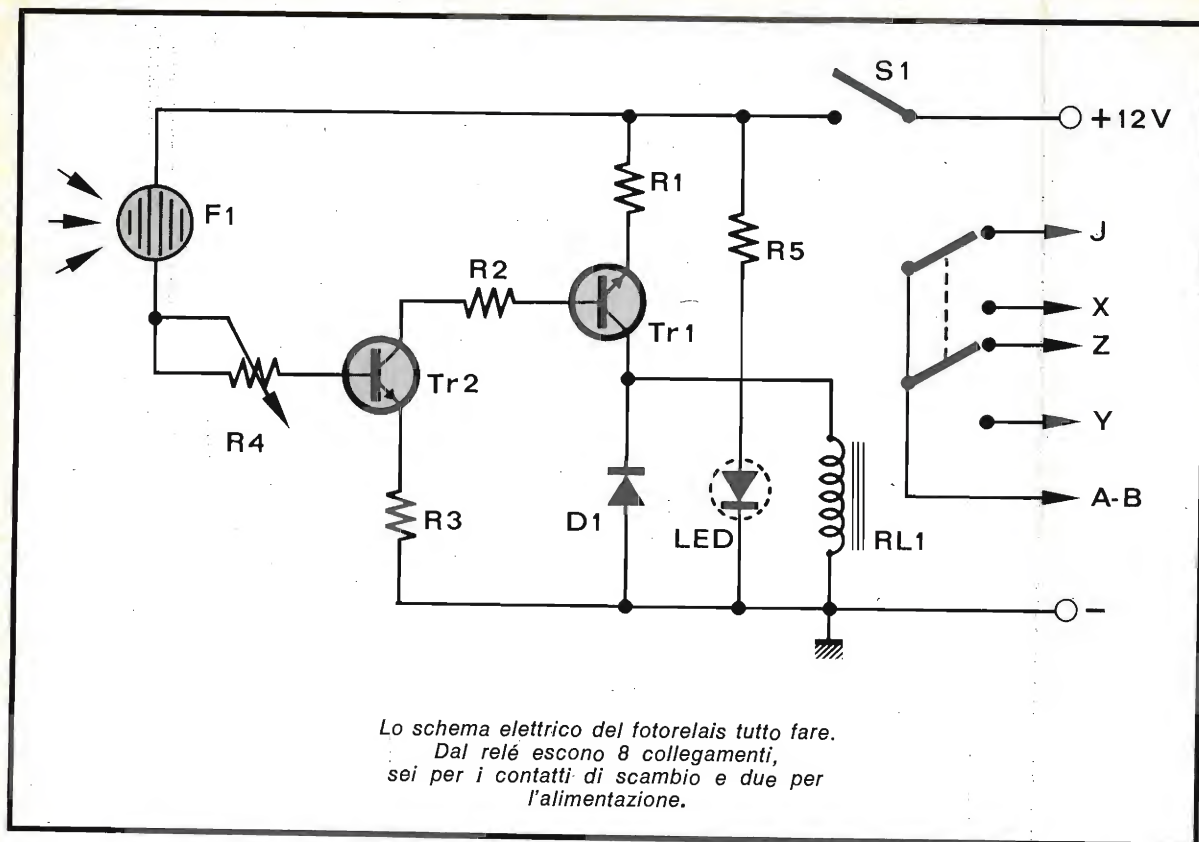 S1
+12V
F1
R1
R5
J
R2
X
Tr1
Z
Tr2
Y
R4
A-B
R3
D1
LED
RL1
-
Lo schema elettrico del fotorelais tutto fare.
Dal relé escono 8 collegamenti,
sei per i contatti di scambio e due per
l'alimentazione.